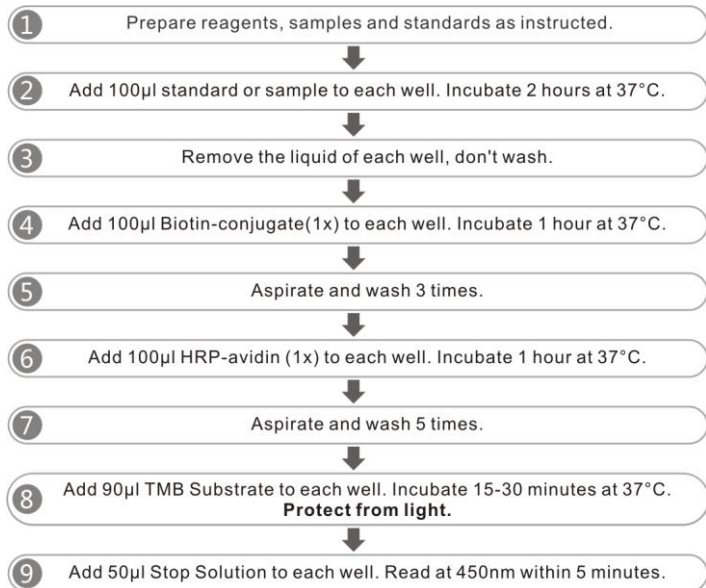 1 Prepare reagents, samples and standards as instructed.
2 Add 100μl standard or sample to each well. Incubate 2 hours at 37°C.
3 Remove the liquid of each well, don't wash.
4 Add 100μl Biotin-conjugate(1x) to each well. Incubate 1 hour at 37°C.
5 Aspirate and wash 3 times.
6 Add 100μl HRP-avidin (1x) to each well. Incubate 1 hour at 37°C.
7 Aspirate and wash 5 times.
8 Add 90μl TMB Substrate to each well. Incubate 15-30 minutes at 37°C.
Protect from light.
9 Add 50μl Stop Solution to each well. Read at 450nm within 5 minutes.